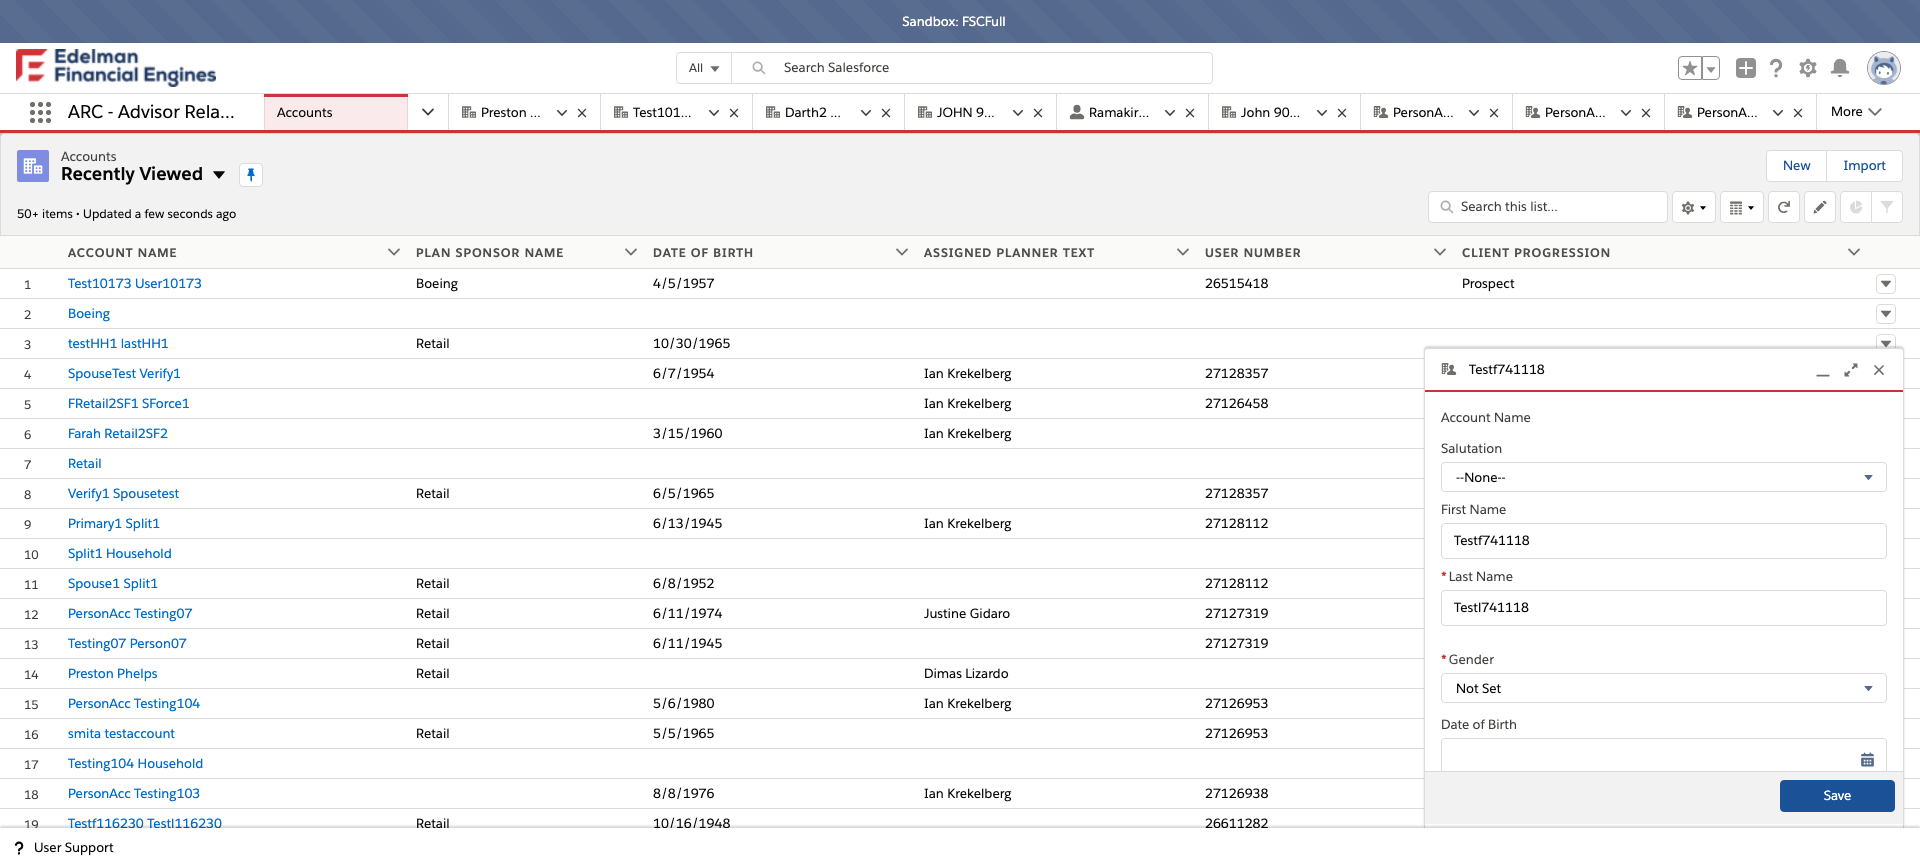 Sandbox: FSCFull
Edelman
Financial Engines
All
Search Salesforce
ARC - Advisor Rela...
Accounts
Preston ...
Test101...
Darth2 ...
JOHN 9...
Ramakir...
John 90...
PersonA...
PersonA...
PersonA...
More
Accounts
Recently Viewed
New
Import
50+ items • Updated a few seconds ago
Search this list...
ACCOUNT NAME PLAN SPONSOR NAME DATE OF BIRTH ASSIGNED PLANNER TEXT USER NUMBER CLIENT PROGRESSION
1 Test10173 User10173 Boeing 4/5/1957 26515418 Prospect
2 Boeing
3 testHH1 lastHH1 Retail 10/30/1965
4 SpouseTest Verify1 6/7/1954 Ian Krekelberg 27128357
5 FRetail2SF1 SForce1 Ian Krekelberg 27126458
6 Farah Retail2SF2 3/15/1960 Ian Krekelberg
7 Retail
8 Verify1 Spousetest Retail 6/5/1965 27128357
9 Primary1 Split1 6/13/1945 Ian Krekelberg 27128112
10 Split1 Household
11 Spouse1 Split1 Retail 6/8/1952 27128112
12 PersonAcc Testing07 Retail 6/11/1974 Justine Gidaro 27127319
13 Testing07 Person07 Retail 6/11/1945 27127319
14 Preston Phelps Retail Dimas Lizardo
15 PersonAcc Testing104 5/6/1980 Ian Krekelberg 27126953
16 smita testaccount Retail 5/5/1965 27126953
17 Testing104 Household
18 PersonAcc Testing103 8/8/1976 Ian Krekelberg 27126938
19 Testf116230 Testl116230 Retail 10/16/1948 26611282
Testf741118
Account Name
Salutation
--None--
First Name
Testf741118
*Last Name
Testl741118
*Gender
Not Set
Date of Birth
Save
? User Support